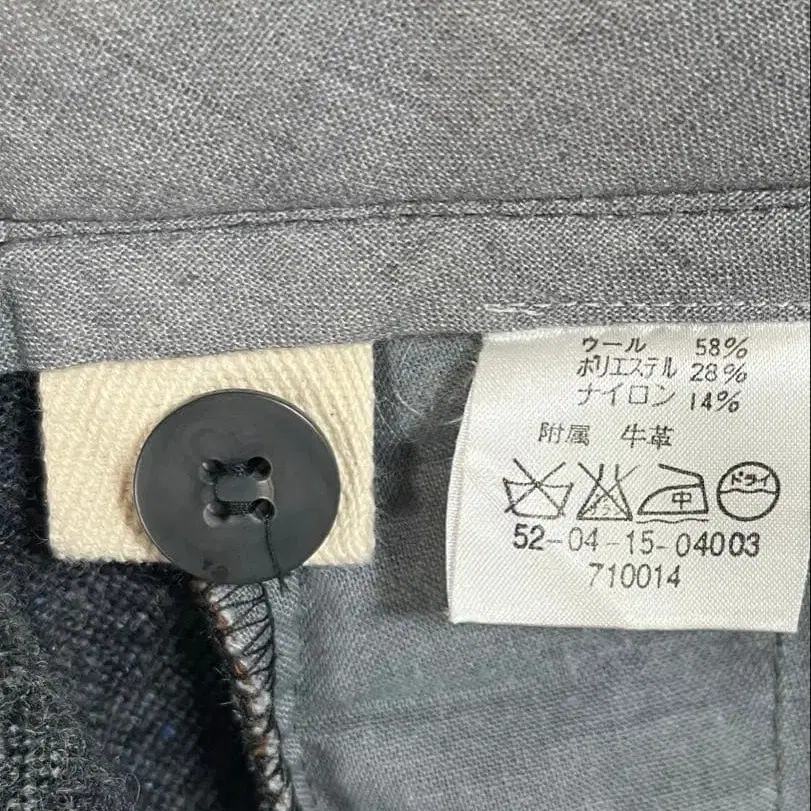 ウール 58%
ポリエステル 28%
ナイロン 14%
附属 牛革
中 ドライ
52-04-15-04003
710014